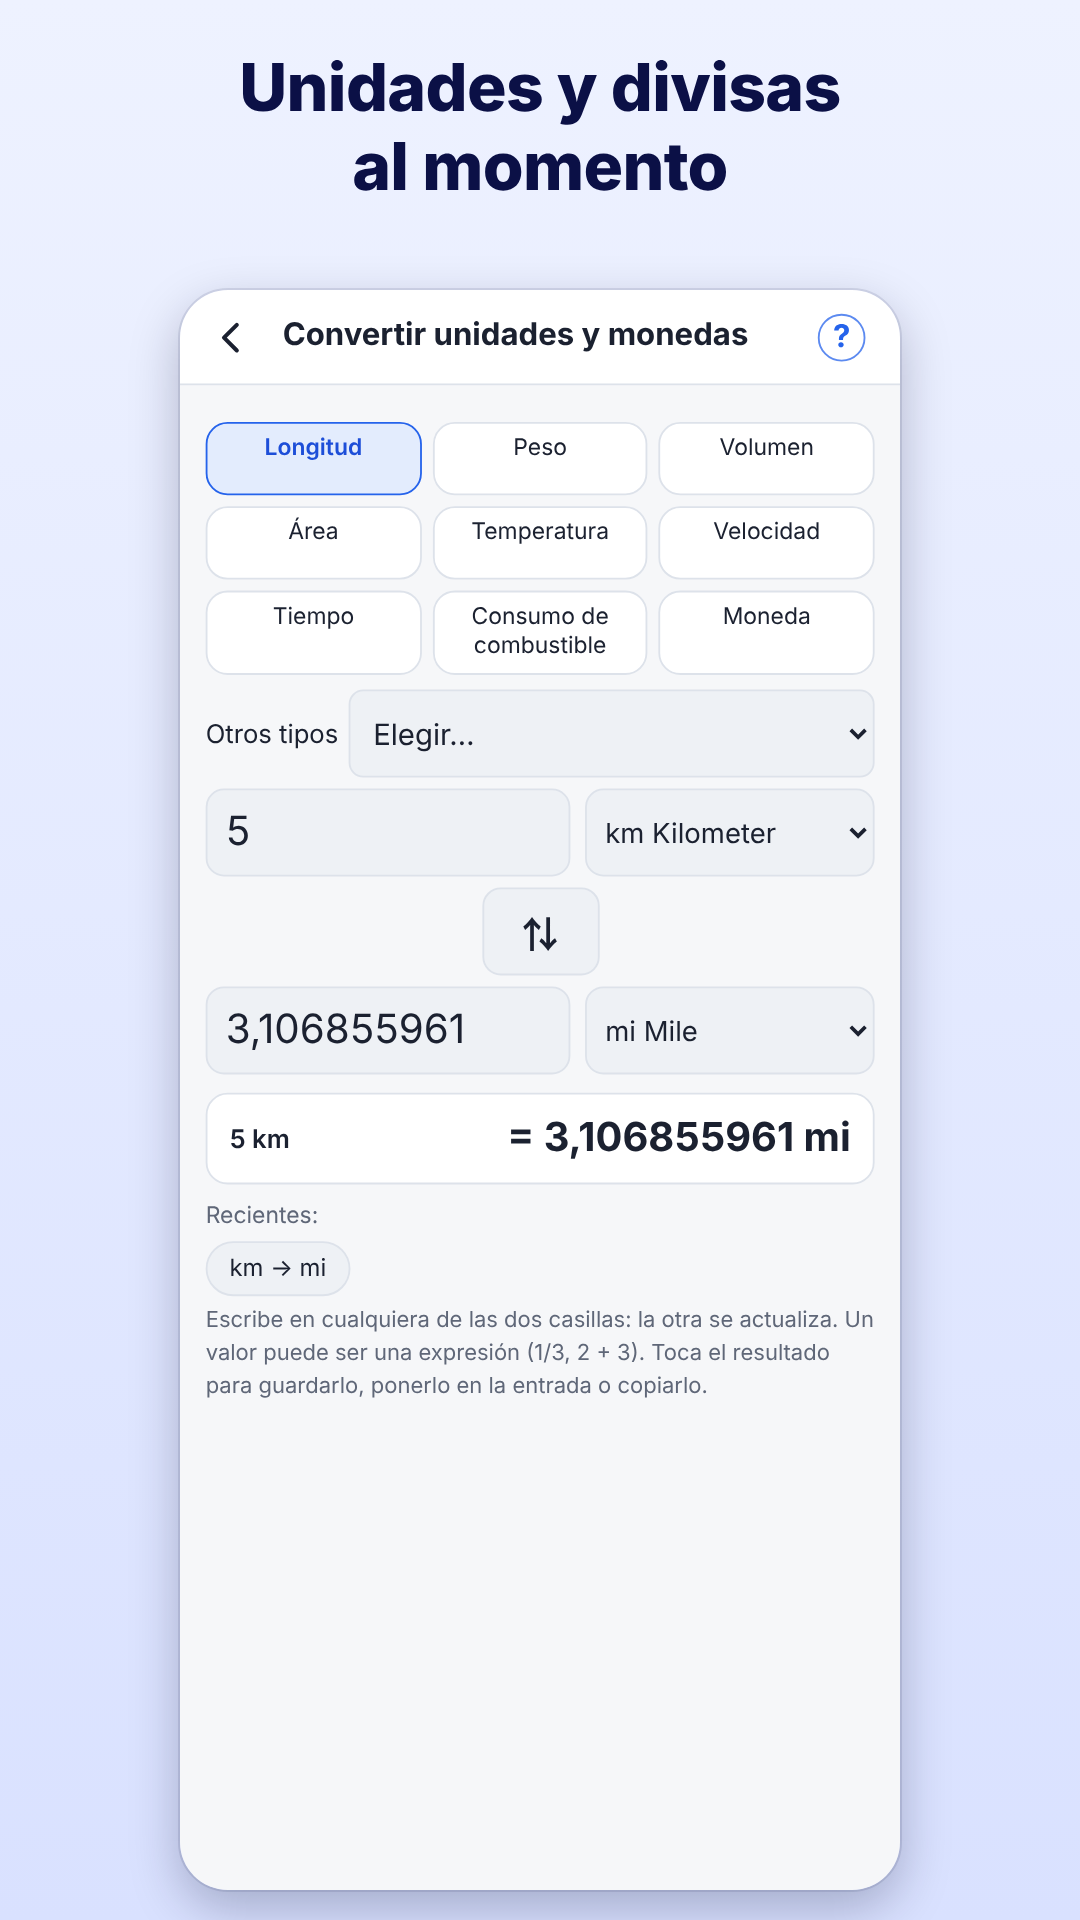 Unidades y divisas
al momento
Convertir unidades y monedas
?
Longitud
Peso
Volumen
Área
Temperatura
Velocidad
Tiempo
Consumo de
combustible
Moneda
Otros tipos
Elegir...
5
km Kilometer
3,106855961
mi Mile
5 km
= 3,106855961 mi
Recientes:
km → mi
Escribe en cualquiera de las dos casillas: la otra se actualiza. Un
valor puede ser una expresión (1/3, 2 + 3). Toca el resultado
para guardarlo, ponerlo en la entrada o copiarlo.